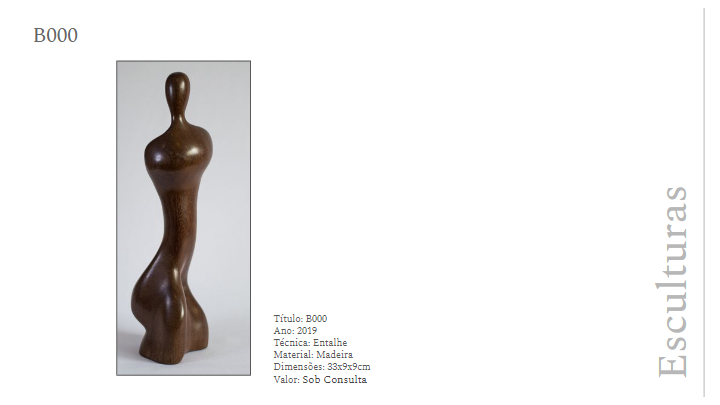 B000
Título: B000
Ano: 2019
Técnica: Entalhe
Material: Madeira
Dimensões: 33x9x9cm
Valor: Sob Consulta
Esculturas